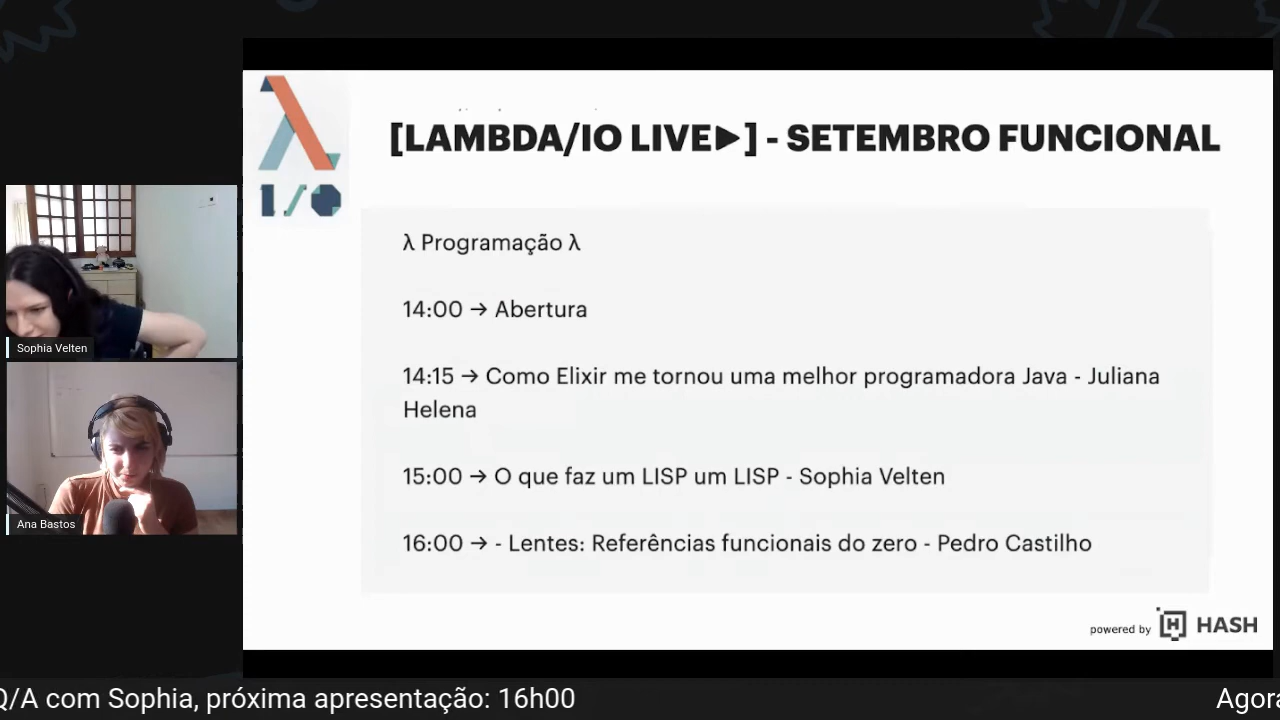 [LAMBDA/IO LIVE▶] - SETEMBRO FUNCIONAL
λ I/O
λ Programação λ
14:00 → Abertura
14:15 → Como Elixir me tornou uma melhor programadora Java - Juliana
Helena
15:00 → O que faz um LISP um LISP - Sophia Velten
16:00 → - Lentes: Referências funcionais do zero - Pedro Castilho
powered by HASH
Sophia Velten
Ana Bastos
Q/A com Sophia, próxima apresentação: 16h00
Agora